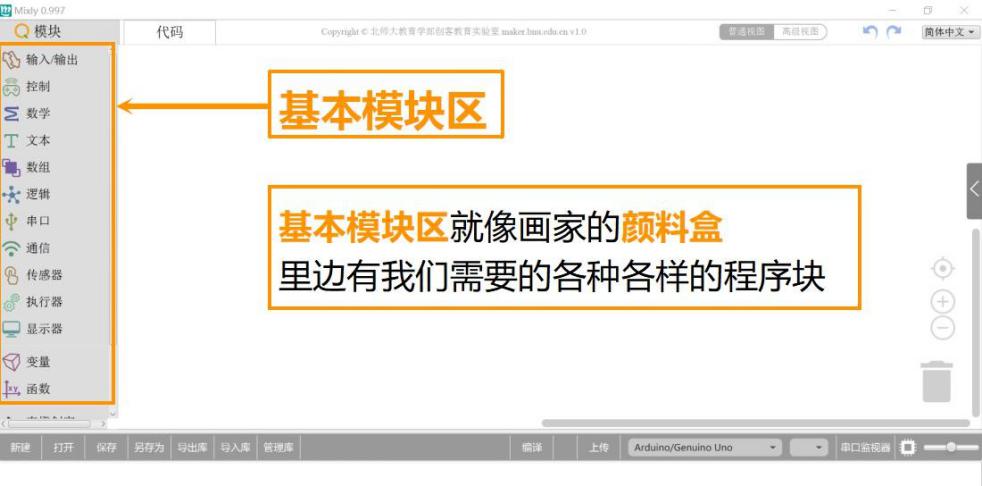 Mixly 0.997
模块
代码
Copyright © 北师大教育学部创客教育实验室 maker.bnu.edu.cn v1.0
普通视图 高级视图
简体中文
输入/输出
控制
数学
文本
数组
逻辑
串口
通信
传感器
执行器
显示器
变量
函数
基本模块区
基本模块区就像画家的颜料盒
里边有我们需要的各种各样的程序块
新建 打开 保存 另存为 导出库 导入库 管理库 编译 上传 Arduino/Genuino Uno 串口监视器